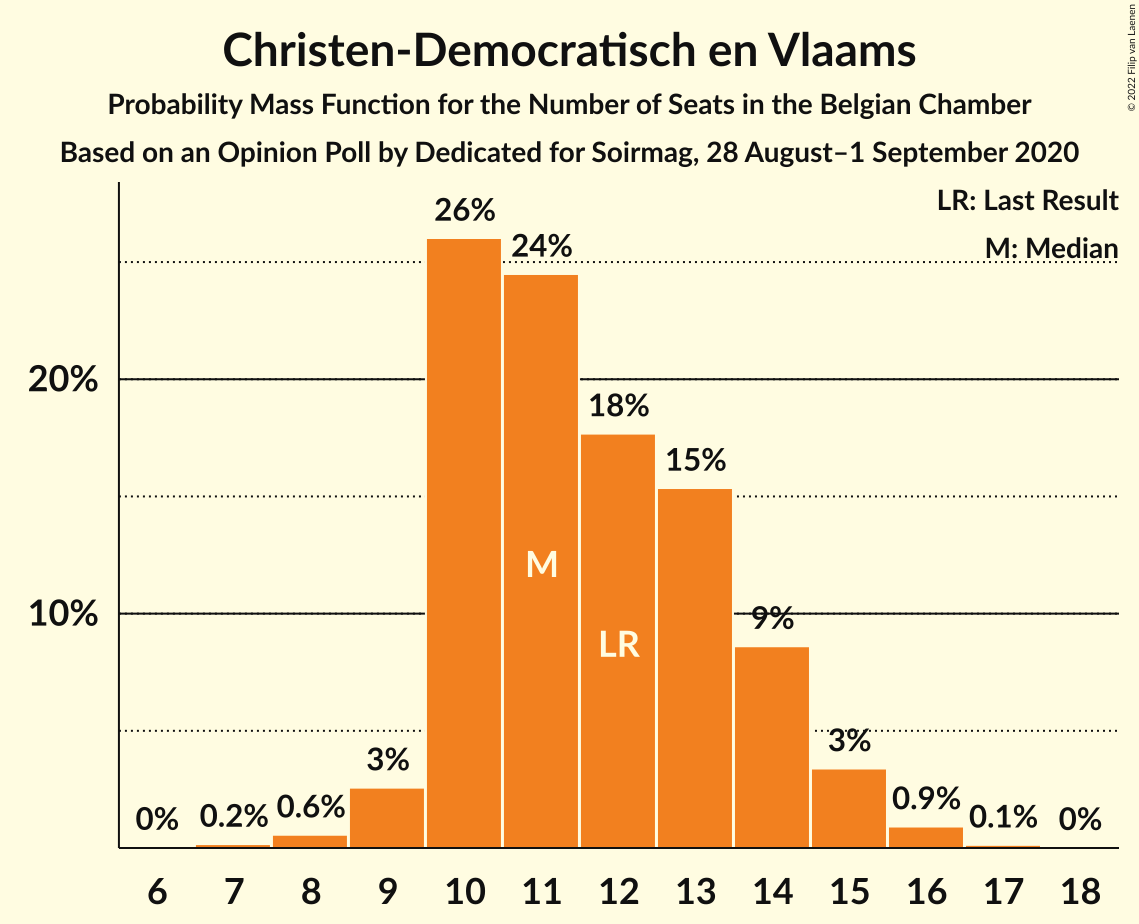 Christen-Democratisch en Vlaams
Probability Mass Function for the Number of Seats in the Belgian Chamber
Based on an Opinion Poll by Dedicated for Soirmag, 28 August–1 September 2020
© 2022 Filip van Laenen
LR: Last Result
M: Median
26%
24%
20%
18%
15%
M
10%
9%
LR
3%
3%
0%
0.2%
0.6%
0.9%
0.1%
0%
6 7 8 9 10 11 12 13 14 15 16 17 18